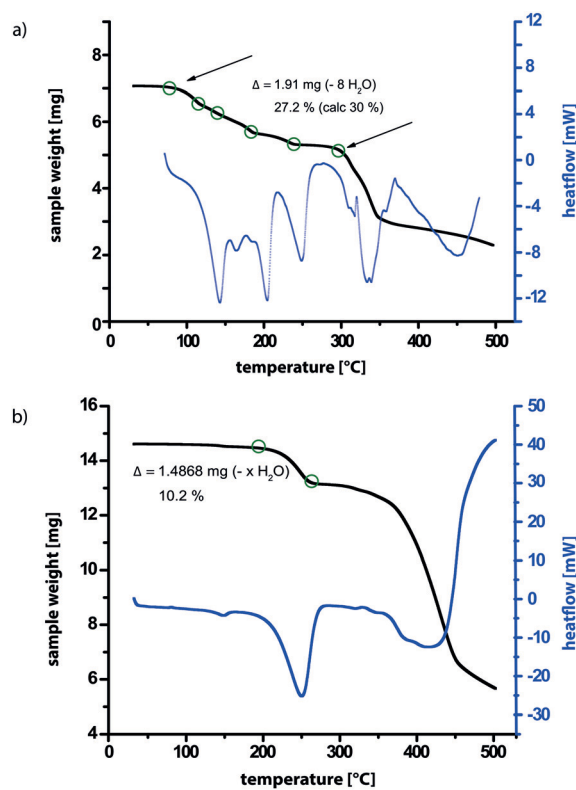 a)
sample weight [mg]
8
6
4
2
0
Δ = 1.91 mg (- 8 H₂O)
27.2 % (calc 30 %)
12
8
4
0
-4
-8
-12
heatflow [mW]
0 100 200 300 400 500
temperature [°C]
b)
sample weight [mg]
16
14
12
10
8
6
4
Δ = 1.4868 mg (- x H₂O)
10.2 %
40
30
20
10
0
-10
-20
-30
heatflow [mW]
0 100 200 300 400 500
temperature [°C]